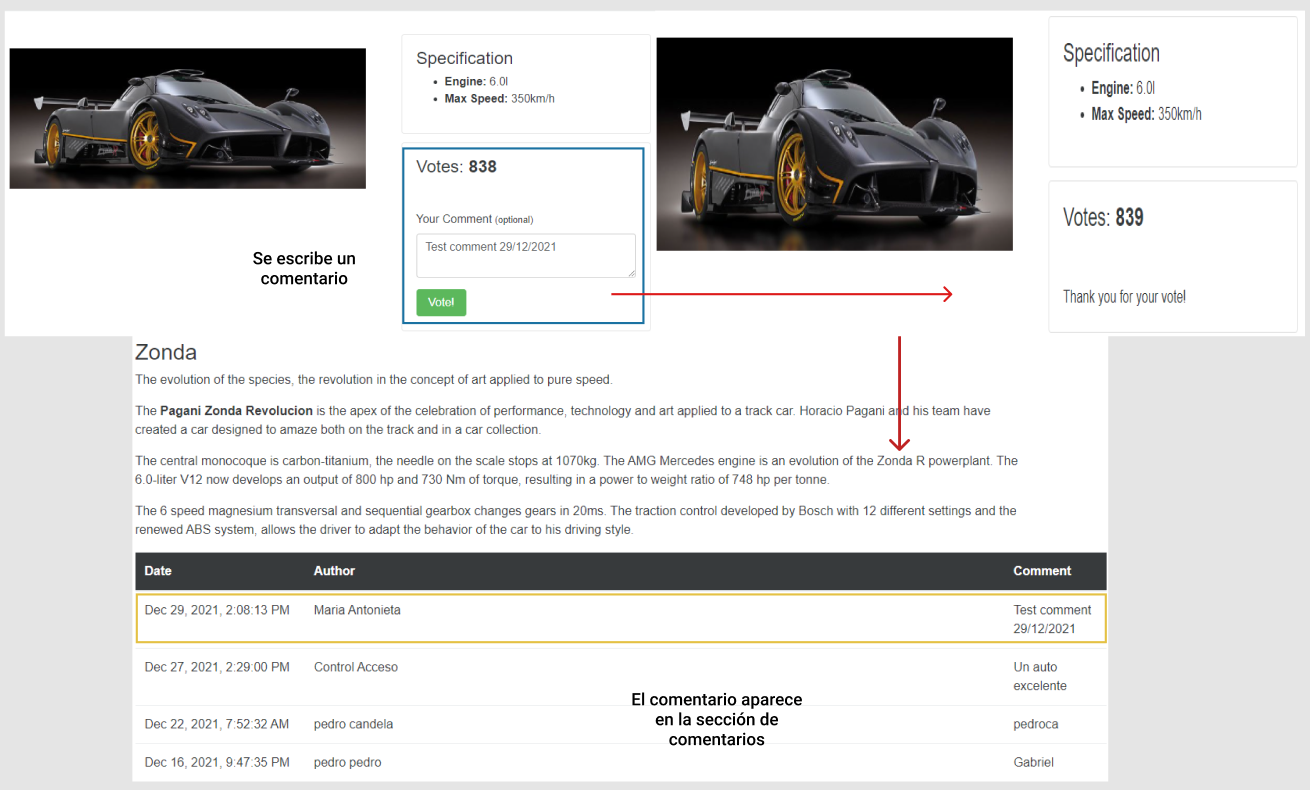 Specification
Engine: 6.0l
Max Speed: 350km/h
Votes: 838
Your Comment (optional)
Test comment 29/12/2021
Vote!
Se escribe un
comentario
Specification
Engine: 6.0l
Max Speed: 350km/h
Votes: 839
Thank you for your vote!
Zonda
The evolution of the species, the revolution in the concept of art applied to pure speed.
The Pagani Zonda Revolucion is the apex of the celebration of performance, technology and art applied to a track car. Horacio Pagani and his team have
created a car designed to amaze both on the track and in a car collection.
The central monocoque is carbon-titanium, the needle on the scale stops at 1070kg. The AMG Mercedes engine is an evolution of the Zonda R powerplant. The
6.0-liter V12 now develops an output of 800 hp and 730 Nm of torque, resulting in a power to weight ratio of 748 hp per tonne.
The 6 speed magnesium transversal and sequential gearbox changes gears in 20ms. The traction control developed by Bosch with 12 different settings and the
renewed ABS system, allows the driver to adapt the behavior of the car to his driving style.
Date Author Comment
Dec 29, 2021, 2:08:13 PM Maria Antonieta Test comment
29/12/2021
Dec 27, 2021, 2:29:00 PM Control Acceso Un auto
excelente
Dec 22, 2021, 7:52:32 AM pedro candela pedroca
Dec 16, 2021, 9:47:35 PM pedro pedro Gabriel
El comentario aparece
en la sección de
comentarios